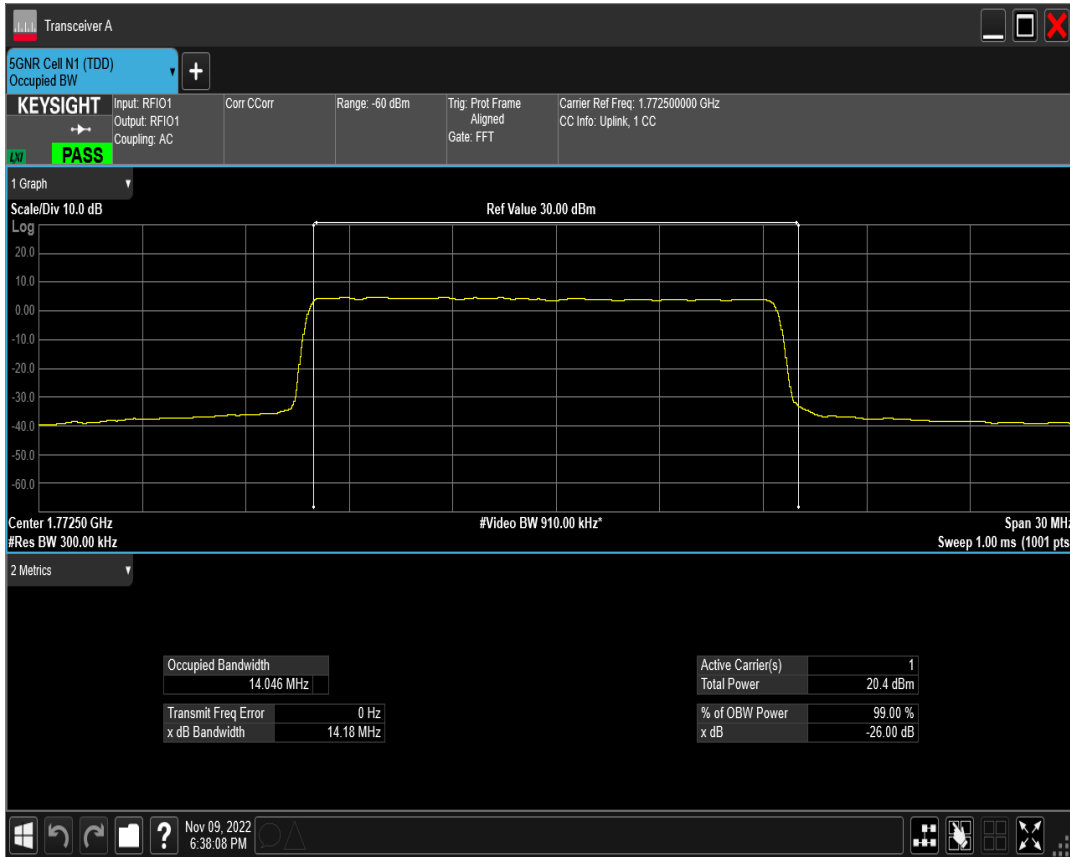 Transceiver A
5GNR Cell N1 (TDD)
Occupied BW
+
KEYSIGHT
LXI
PASS
Input: RFIO1
Output: RFIO1
Coupling: AC
Corr CCorr
Range: -60 dBm
Trig: Prot Frame
Aligned
Gate: FFT
Carrier Ref Freq: 1.772500000 GHz
CC Info: Uplink, 1 CC
1 Graph
Scale/Div 10.0 dB
Ref Value 30.00 dBm
Log
20.0
10.0
0.00
-10.0
-20.0
-30.0
-40.0
-50.0
-60.0
Center 1.77250 GHz
#Video BW 910.00 kHz*
Span 30 MHz
#Res BW 300.00 kHz
Sweep 1.00 ms (1001 pts
2 Metrics
Occupied Bandwidth
14.046 MHz
Transmit Freq Error 0 Hz
x dB Bandwidth 14.18 MHz
Active Carrier(s) 1
Total Power 20.4 dBm
% of OBW Power 99.00 %
x dB -26.00 dB
?
Nov 09, 2022
6:38:08 PM